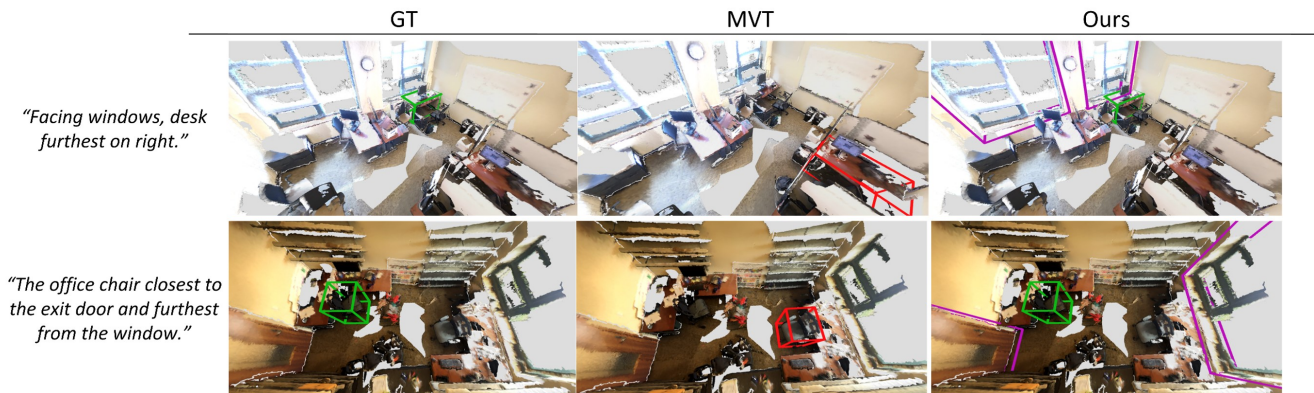 GT MVT Ours
“Facing windows, desk
furthest on right.”
“The office chair closest to
the exit door and furthest
from the window.”